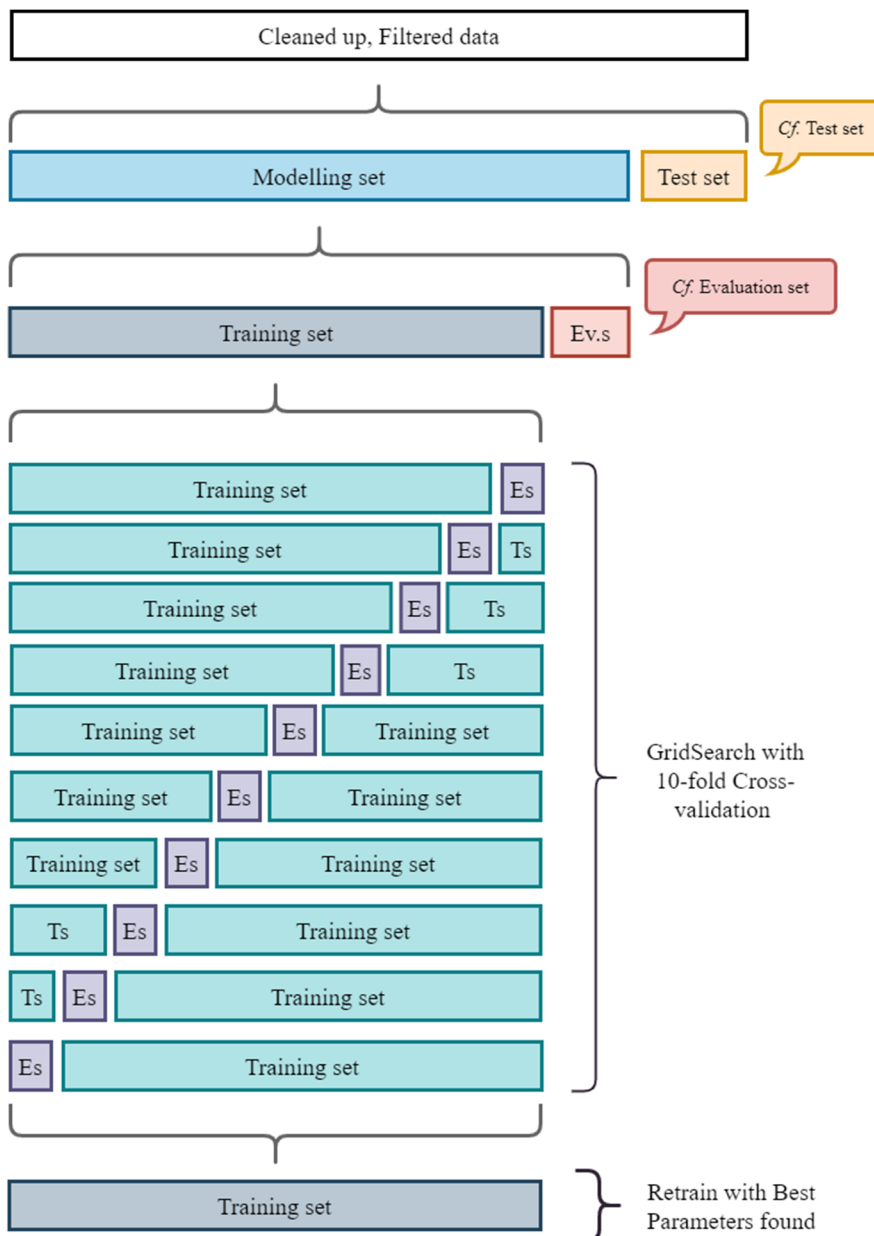 Cleaned up, Filtered data
Cf. Test set
Modelling set Test set
Cf. Evaluation set
Training set Ev.s
Training set Es
Training set Es Ts
Training set Es Ts
Training set Es Ts
Training set Es Training set
Training set Es Training set
Training set Es Training set
Ts Es Training set
Ts Es Training set
Es Training set
GridSearch with
10-fold Cross-
validation
Training set
Retrain with Best
Parameters found